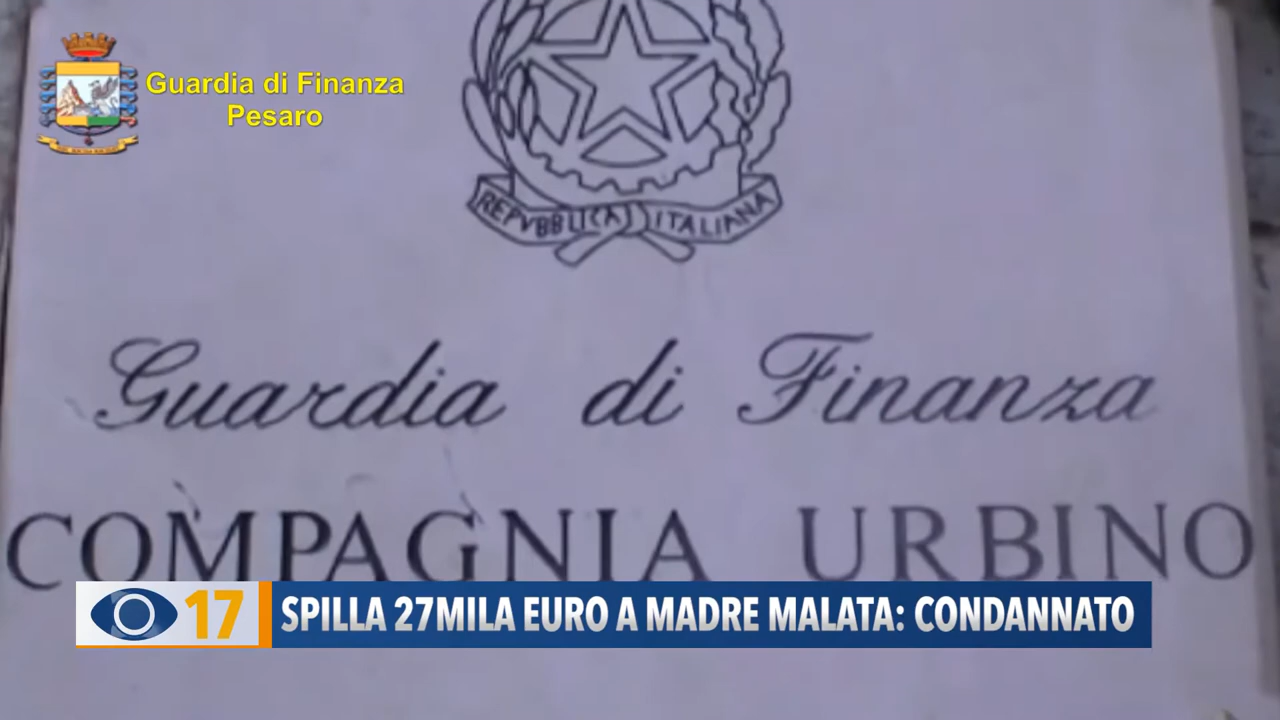 Guardia di Finanza
Pesaro
REPVBBLICA ITALIANA
Guardia di Finanza
COMPAGNIA URBINO
17
SPILLA 27MILA EURO A MADRE MALATA: CONDANNATO